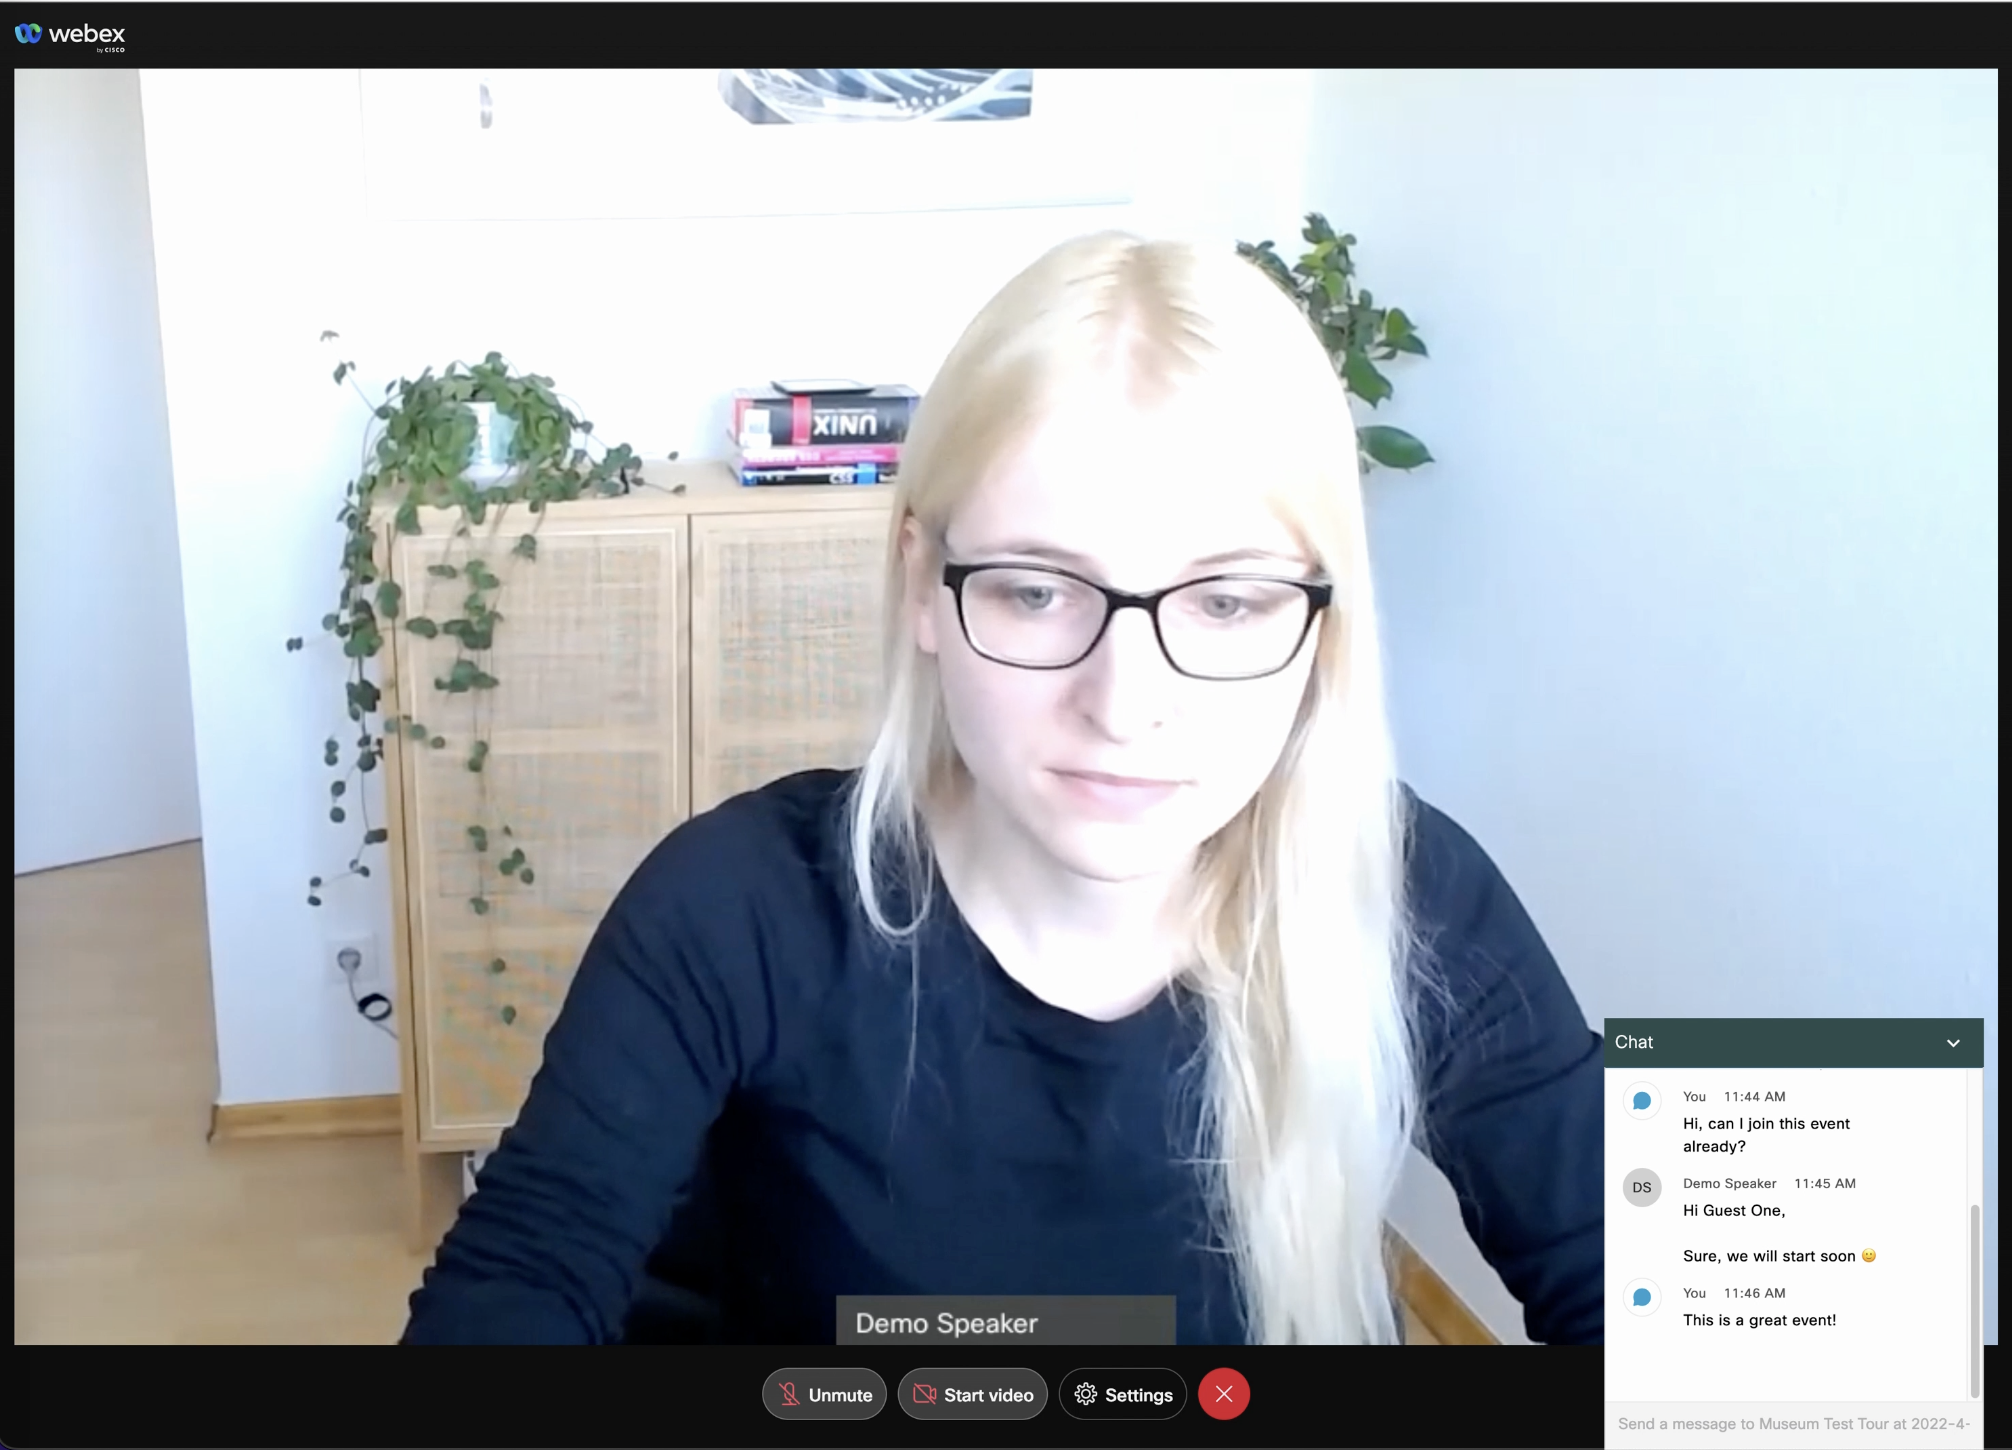 webex
by CISCO
UNIX
CSS
Demo Speaker
Unmute
Start video
Settings
Chat
You 11:44 AM
Hi, can I join this event
already?
DS
Demo Speaker 11:45 AM
Hi Guest One,
Sure, we will start soon 🙂
You 11:46 AM
This is a great event!
Send a message to Museum Test Tour at 2022-4-